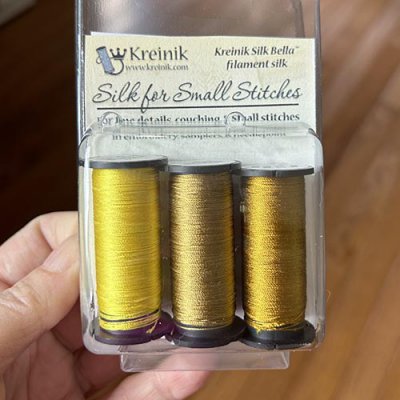 Kreinik
www.kreinik.com
Kreinik Silk Bella™
filament silk
Silk for Small Stitches
For fine details, couching, & small stitches
in embroidery, samplers, & needlepoint